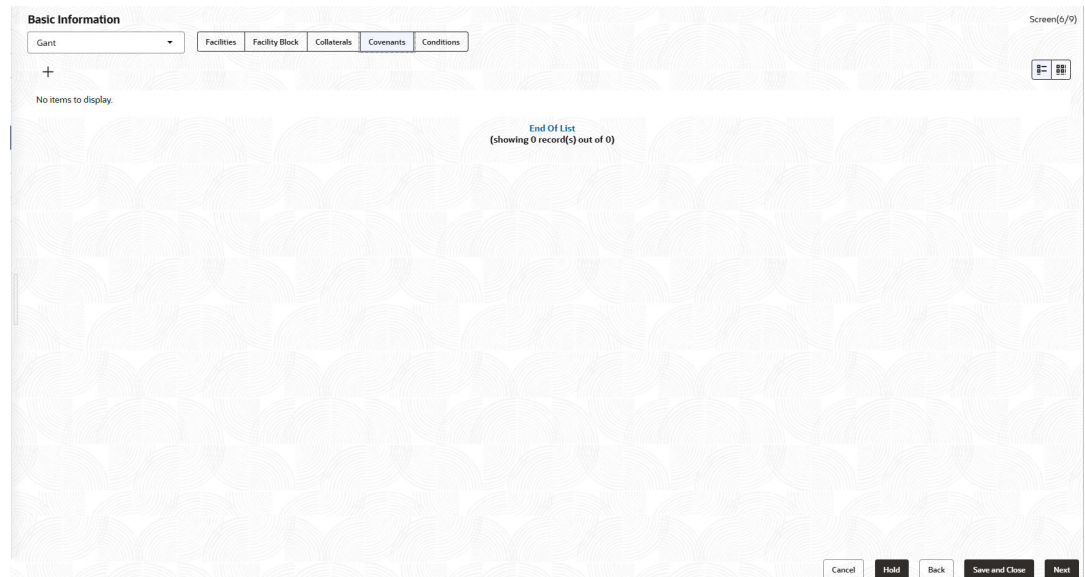 Basic Information
Screen(6/9)
Gant
Facilities Facility Block Collaterals Covenants Conditions
No items to display.
End Of List
(showing 0 record(s) out of 0)
Cancel Hold Back Save and Close Next